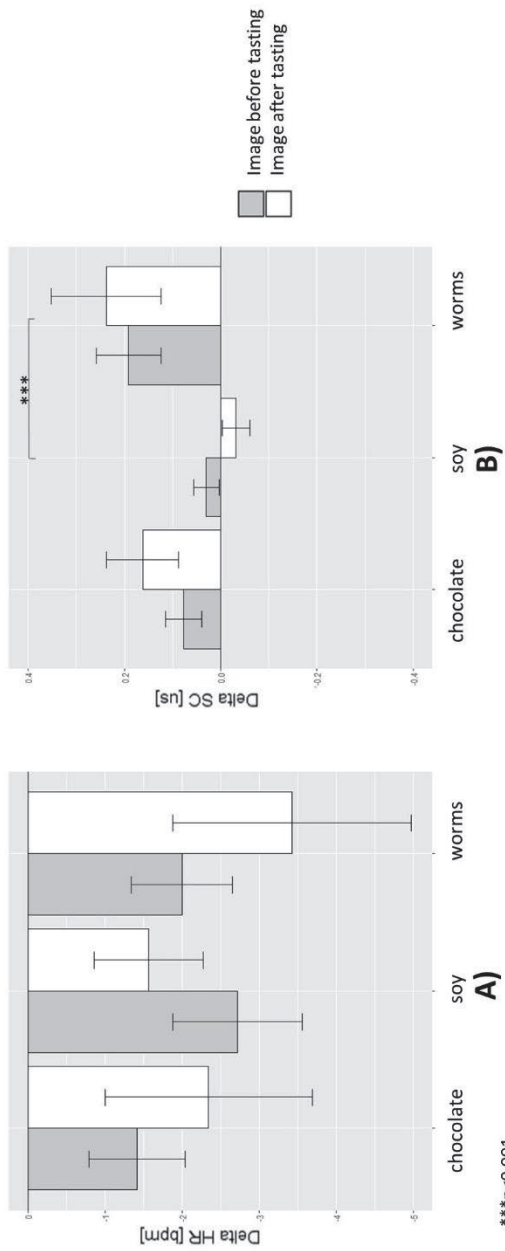 0
-1
-2
-3
-4
-5
Delta HR [bpm]
chocolate
soy
worms
A)
0.4
0.2
0.0
-0.2
-0.4
Delta SC [us]
***
chocolate
soy
worms
B)
Image before tasting
Image after tasting